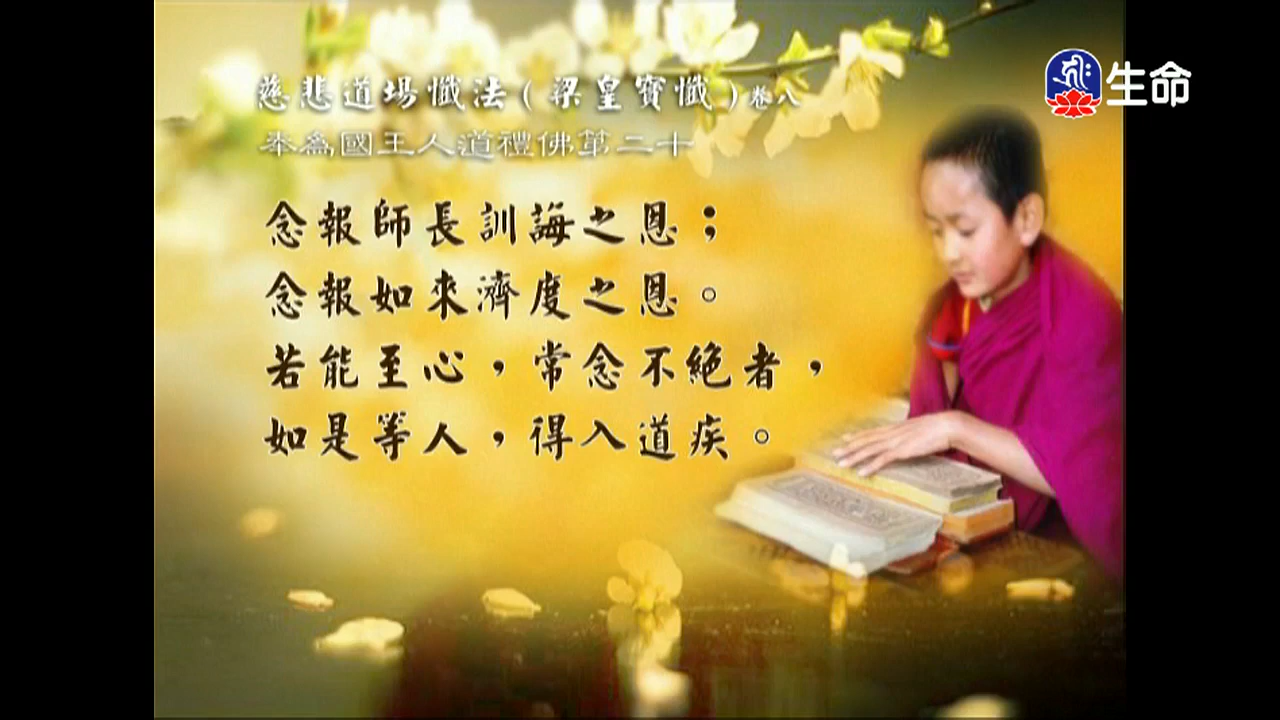 慈悲道場懺法(梁皇寶懺)卷八
奉為國王人道禮佛第二十
生命
念報師長訓誨之恩；
念報如來濟度之恩。
若能至心，常念不絕者，
如是等人，得入道疾。